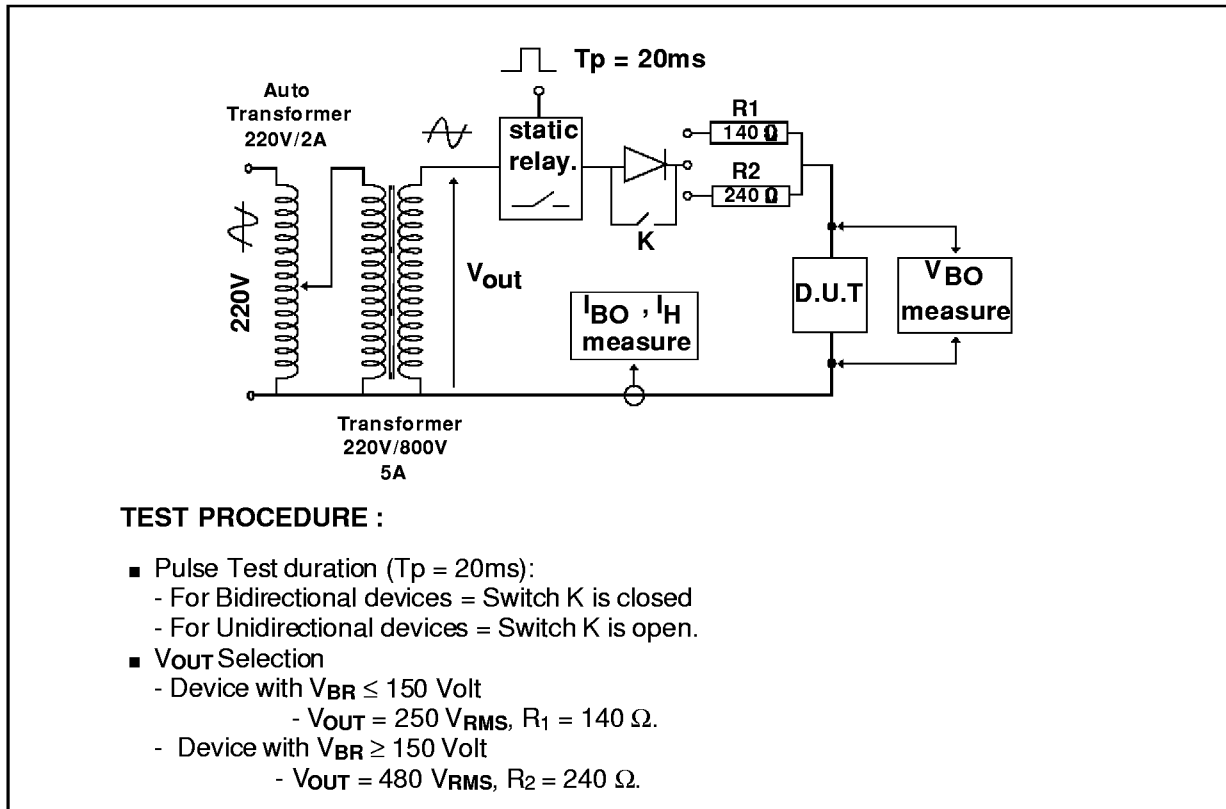 Tp = 20ms
Auto
Transformer
220V/2A
static
relay.
R1
140 Ω
R2
240 Ω
K
220V
Vout
IBO , IH
measure
D.U.T
VBO
measure
Transformer
220V/800V
5A
TEST PROCEDURE :
■ Pulse Test duration (Tp = 20ms):
- For Bidirectional devices = Switch K is closed
- For Unidirectional devices = Switch K is open.
■ VOUT Selection
- Device with VBR ≤ 150 Volt
- VOUT = 250 VRMS, R1 = 140 Ω.
- Device with VBR ≥ 150 Volt
- VOUT = 480 VRMS, R2 = 240 Ω.